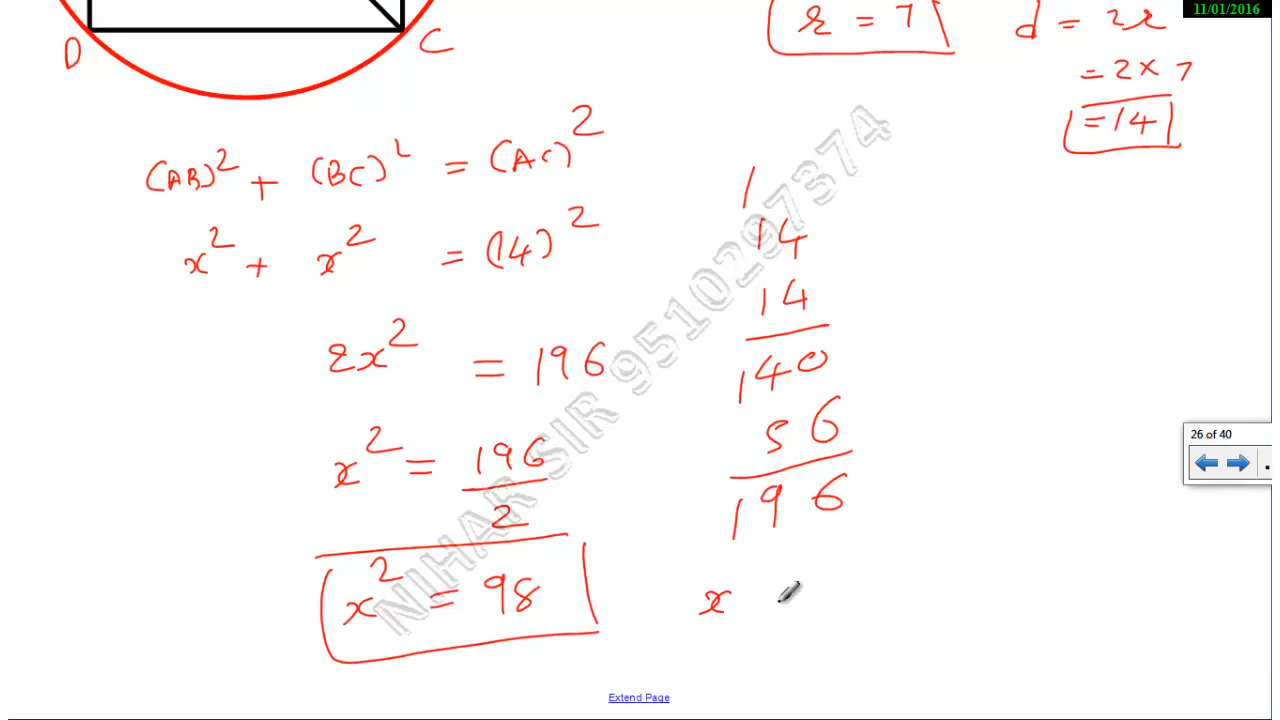 11/01/2016
r = 7
d = 2r
= 2 × 7
= 14
D
C
(AB)² + (BC)² = (AC)²
x² + x² = (14)²
2x² = 196
x² = 196
2
x² = 98
1
14
14
140
56
196
x
NIHAR SIR 9510297374
26 of 40
Extend Page